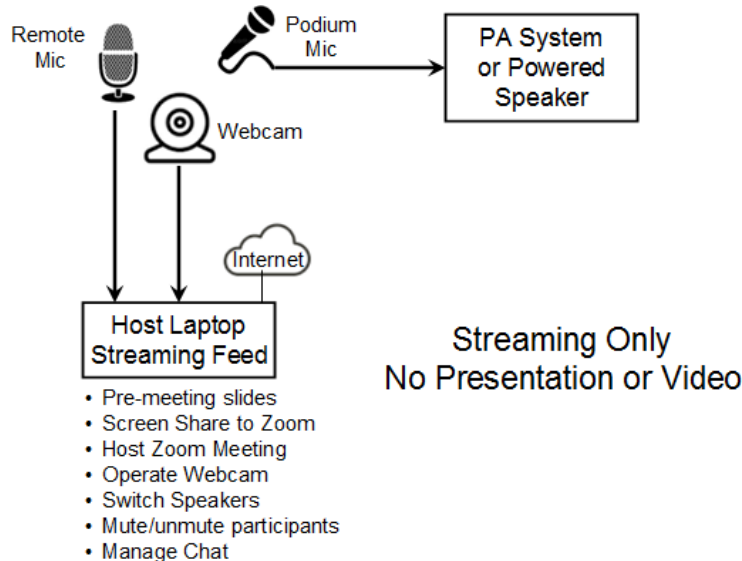 Remote
Mic
Podium
Mic
PA System
or Powered
Speaker
Webcam
Internet
Host Laptop
Streaming Feed
Streaming Only
No Presentation or Video
• Pre-meeting slides
• Screen Share to Zoom
• Host Zoom Meeting
• Operate Webcam
• Switch Speakers
• Mute/unmute participants
• Manage Chat